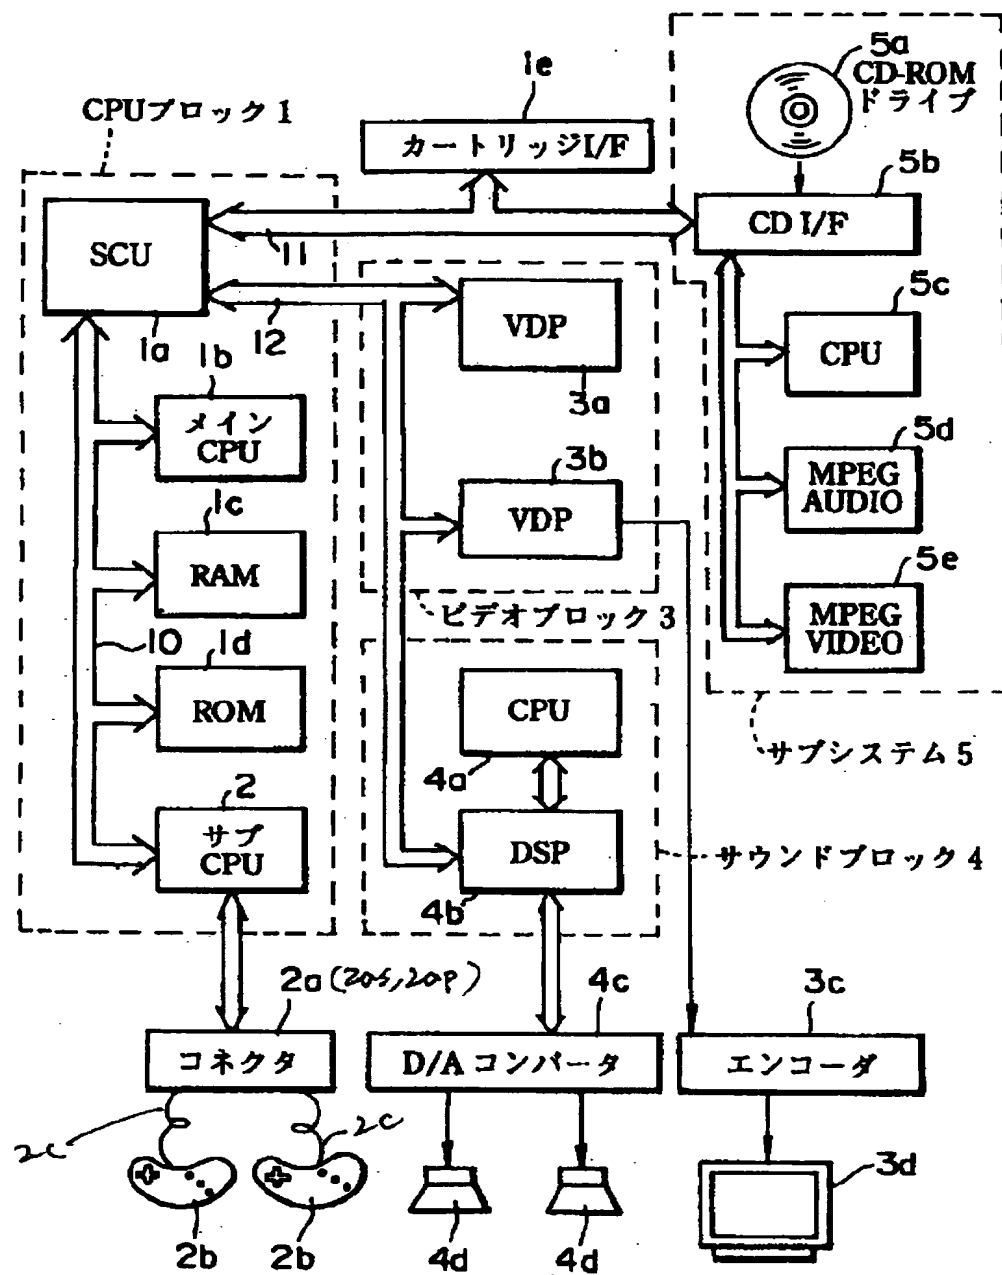 1e
カートリッジI/F
CPUブロック1
SCU
1a
11
12
1b
メイン
CPU
1c
RAM
10
1d
ROM
2
サブ
CPU
2a (20s,20p)
コネクタ
2c
2c
2b
2b
VDP
3a
3b
VDP
ビデオブロック3
CPU
4a
DSP
4b
サウンドブロック4
4c
D/Aコンバータ
4d
4d
3c
エンコーダ
3d
5a
CD-ROM
ドライブ
5b
CD I/F
5c
CPU
5d
MPEG
AUDIO
5e
MPEG
VIDEO
サブシステム5